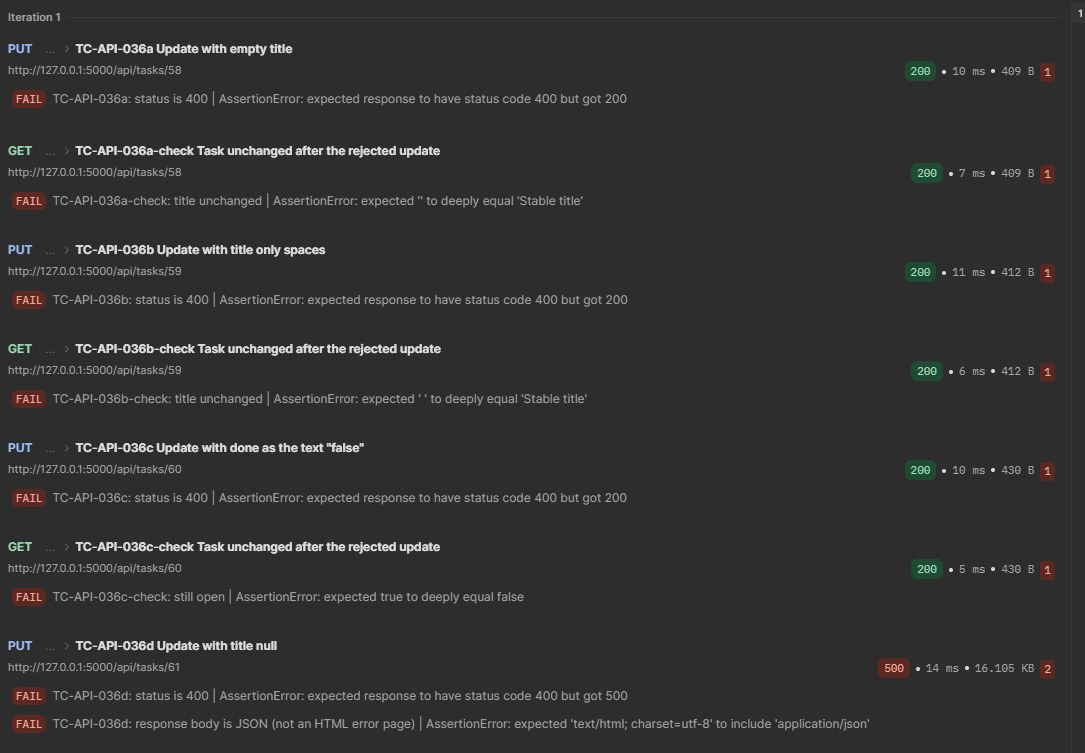 Iteration 1
1
PUT ... > TC-API-036a Update with empty title
http://127.0.0.1:5000/api/tasks/58
200 • 10 ms • 409 B 1
FAIL TC-API-036a: status is 400 | AssertionError: expected response to have status code 400 but got 200
GET ... > TC-API-036a-check Task unchanged after the rejected update
http://127.0.0.1:5000/api/tasks/58
200 • 7 ms • 409 B 1
FAIL TC-API-036a-check: title unchanged | AssertionError: expected '' to deeply equal 'Stable title'
PUT ... > TC-API-036b Update with title only spaces
http://127.0.0.1:5000/api/tasks/59
200 • 11 ms • 412 B 1
FAIL TC-API-036b: status is 400 | AssertionError: expected response to have status code 400 but got 200
GET ... > TC-API-036b-check Task unchanged after the rejected update
http://127.0.0.1:5000/api/tasks/59
200 • 6 ms • 412 B 1
FAIL TC-API-036b-check: title unchanged | AssertionError: expected ' ' to deeply equal 'Stable title'
PUT ... > TC-API-036c Update with done as the text "false"
http://127.0.0.1:5000/api/tasks/60
200 • 10 ms • 430 B 1
FAIL TC-API-036c: status is 400 | AssertionError: expected response to have status code 400 but got 200
GET ... > TC-API-036c-check Task unchanged after the rejected update
http://127.0.0.1:5000/api/tasks/60
200 • 5 ms • 430 B 1
FAIL TC-API-036c-check: still open | AssertionError: expected true to deeply equal false
PUT ... > TC-API-036d Update with title null
http://127.0.0.1:5000/api/tasks/61
500 • 14 ms • 16.105 KB 2
FAIL TC-API-036d: status is 400 | AssertionError: expected response to have status code 400 but got 500
FAIL TC-API-036d: response body is JSON (not an HTML error page) | AssertionError: expected 'text/html; charset=utf-8' to include 'application/json'